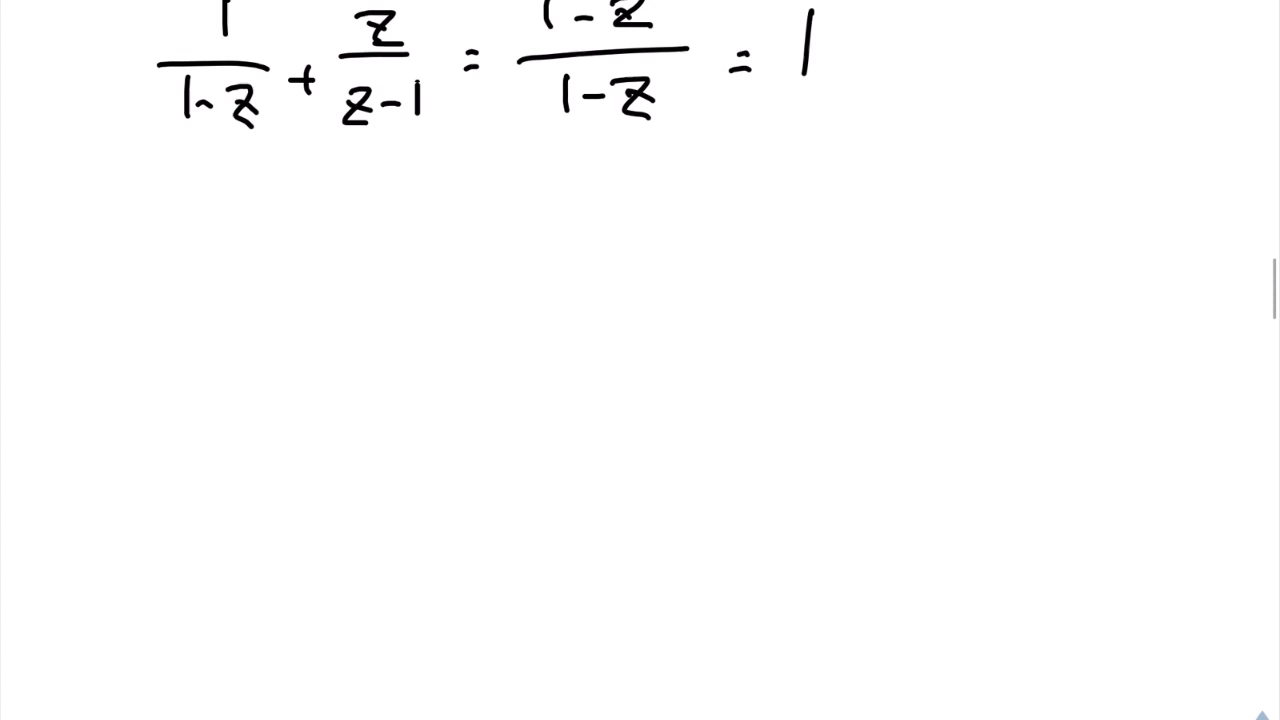 1/(1-z) + z/(z-1) = (1-z)/(1-z) = 1